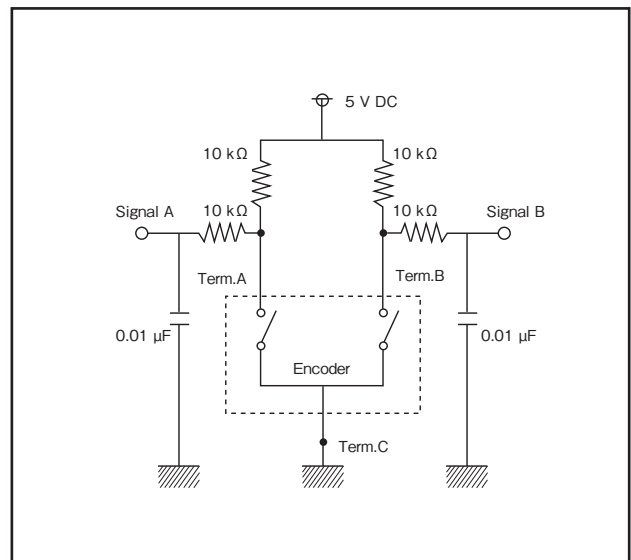 5 V DC
10 kΩ
10 kΩ
Signal A
10 kΩ
10 kΩ
Signal B
Term.A
Term.B
0.01 μF
0.01 μF
Encoder
Term.C